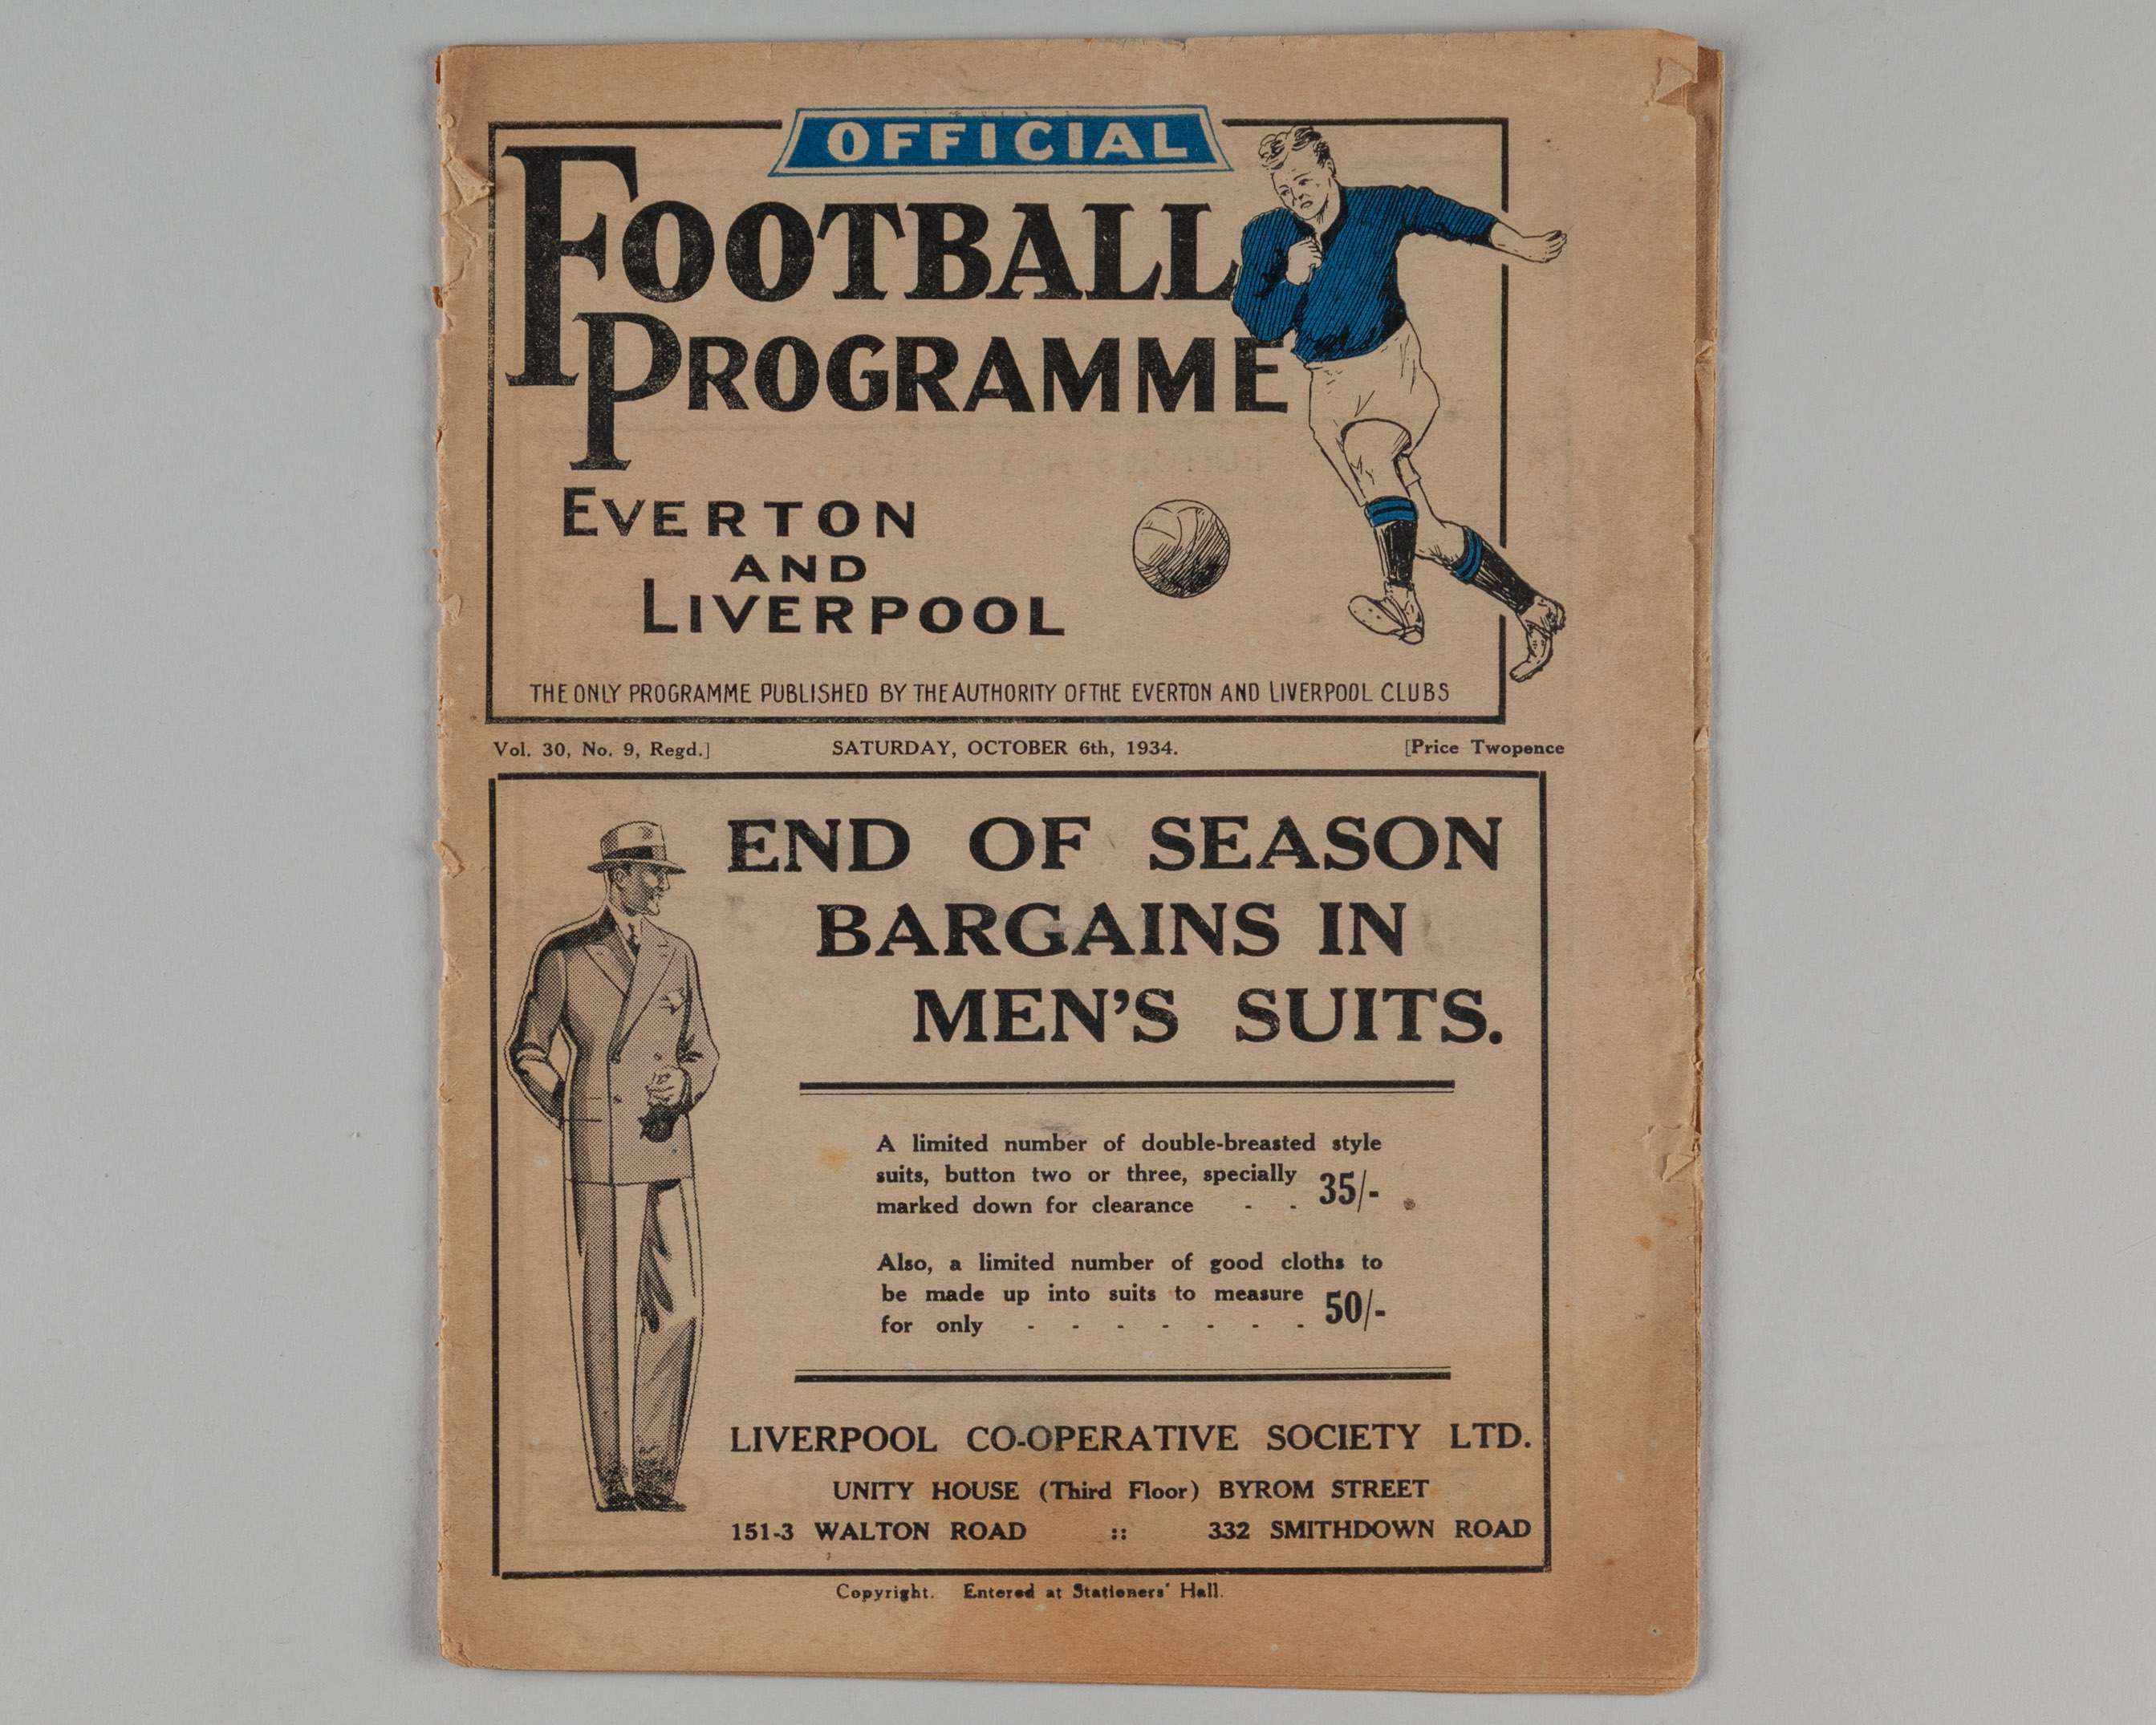 OFFICIAL
FOOTBALL
PROGRAMME
EVERTON
AND
LIVERPOOL
THE ONLY PROGRAMME PUBLISHED BY THE AUTHORITY OF THE EVERTON AND LIVERPOOL CLUBS
Vol. 30, No. 9, Regd.] SATURDAY, OCTOBER 6th, 1934. [Price Twopence
END OF SEASON
BARGAINS IN
MEN'S SUITS.
A limited number of double-breasted style
suits, button two or three, specially
marked down for clearance - - 35/-
Also, a limited number of good cloths to
be made up into suits to measure
for only - - - - - - - 50/-
LIVERPOOL CO-OPERATIVE SOCIETY LTD.
UNITY HOUSE (Third Floor) BYROM STREET
151-3 WALTON ROAD :: 332 SMITHDOWN ROAD
Copyright. Entered at Stationers' Hall.